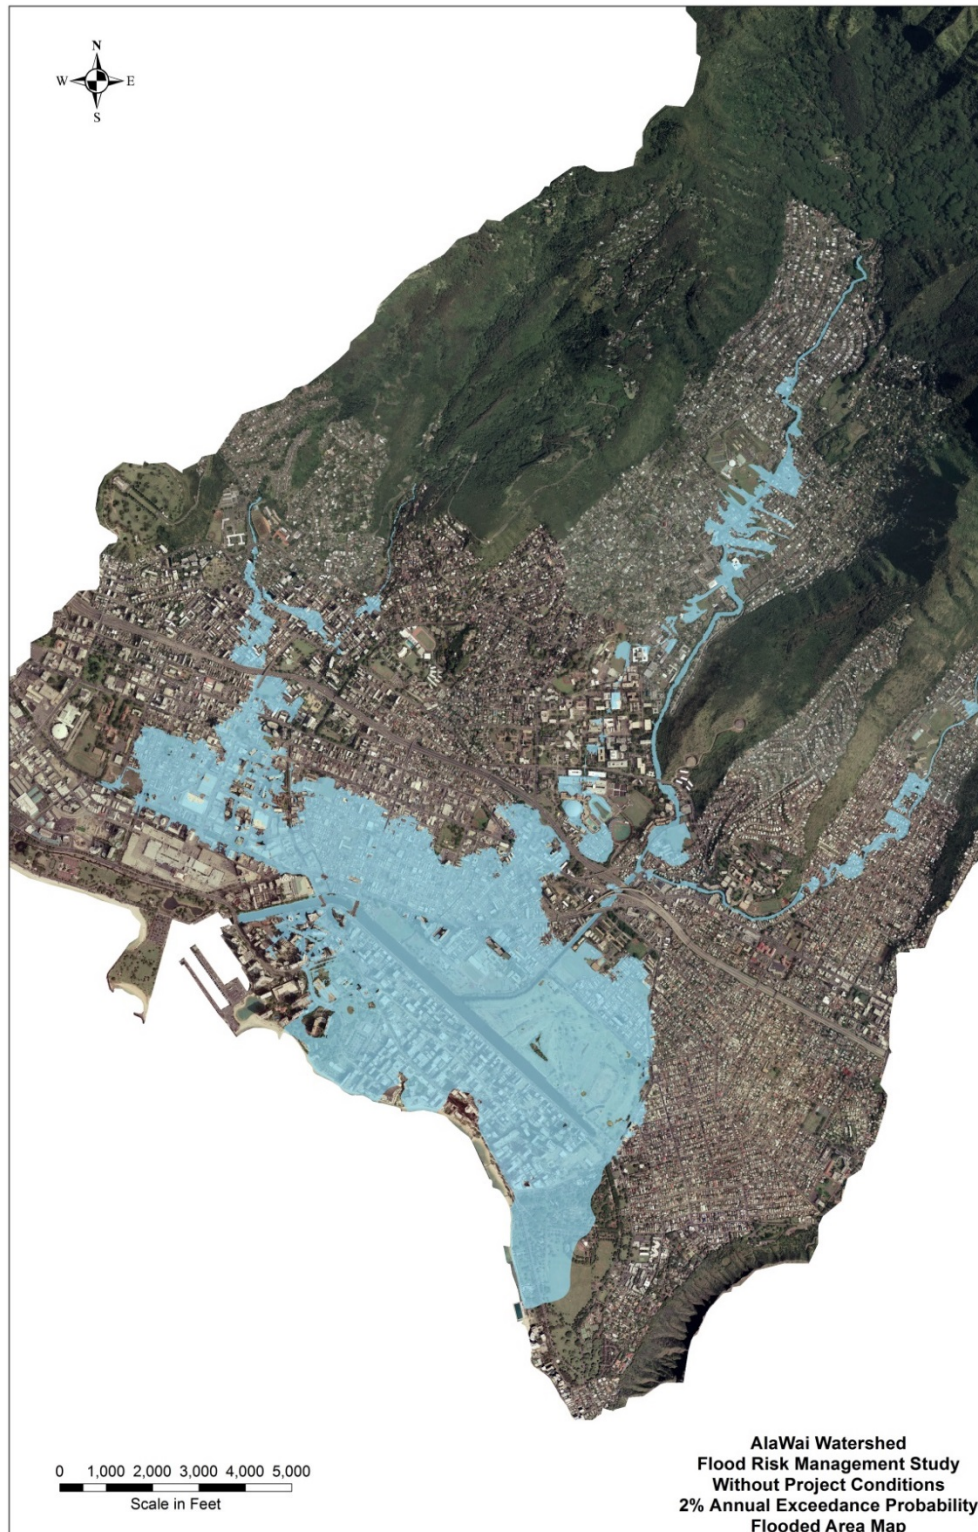 N
W E
S
0 1,000 2,000 3,000 4,000 5,000
Scale in Feet
AlaWai Watershed
Flood Risk Management Study
Without Project Conditions
2% Annual Exceedance Probability
Flooded Area Map